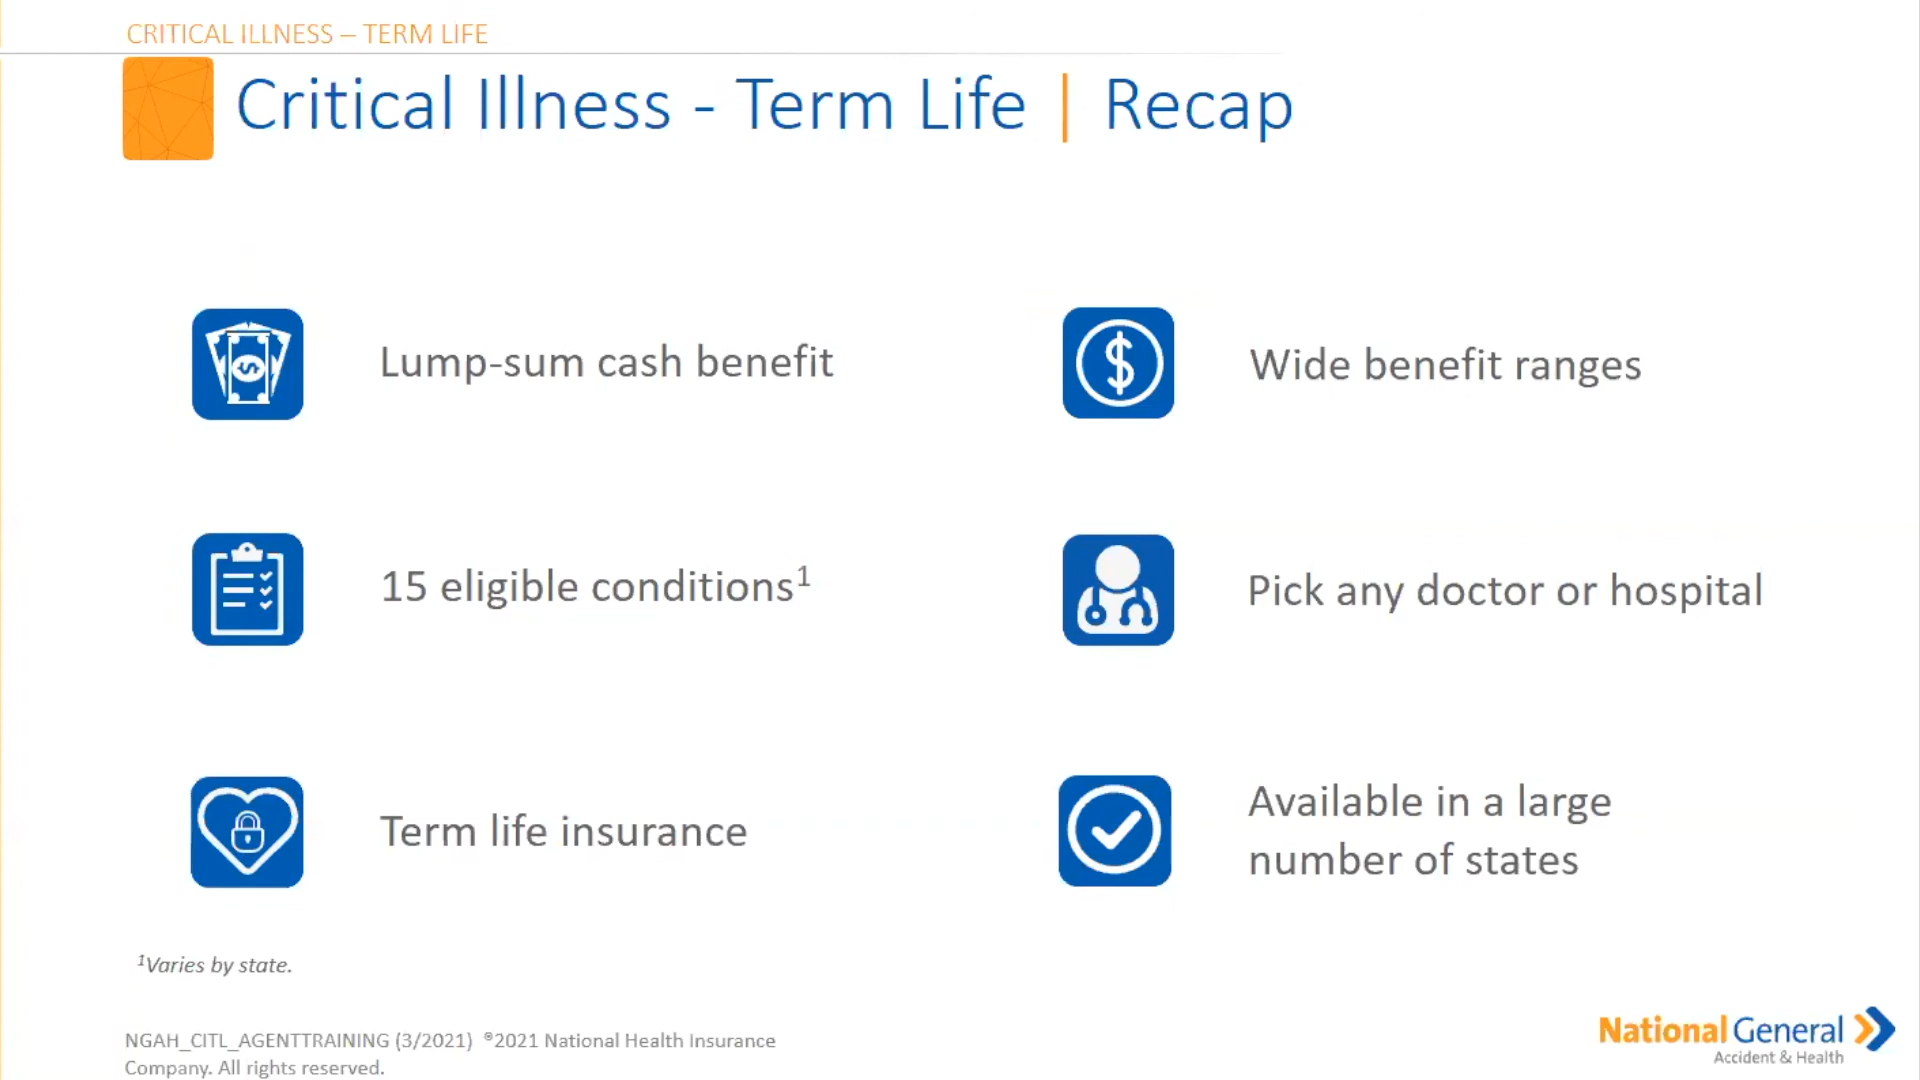 CRITICAL ILLNESS – TERM LIFE
Critical Illness - Term Life | Recap
Lump-sum cash benefit
Wide benefit ranges
15 eligible conditions¹
Pick any doctor or hospital
Term life insurance
Available in a large
number of states
¹Varies by state.
NGAH_CITL_AGENTTRAINING (3/2021) ©2021 National Health Insurance
Company. All rights reserved.
National General
Accident & Health